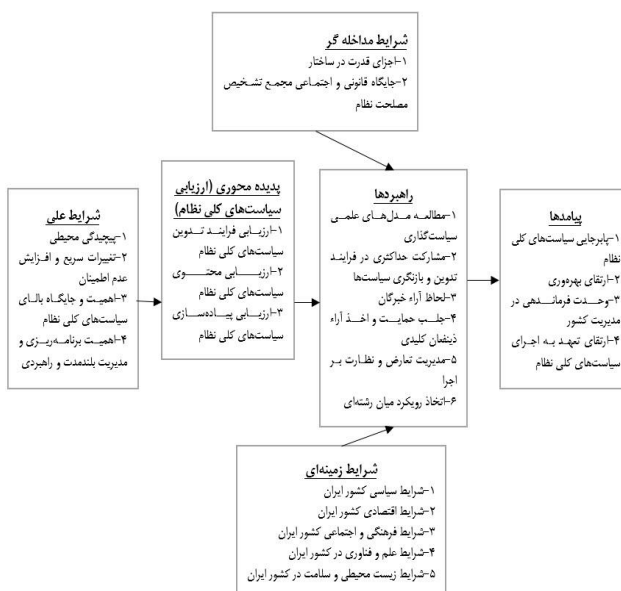 شرایط مداخله گر
۱-اجزای قدرت در ساختار
۲-جایگاه قانونی و اجتماعی مجمع تشخیص
مصلحت نظام
شرایط علی
۱-پیچیدگی محیطی
۲-تغییرات سریع و افزایش
عدم اطمینان
۳-اهمیت و جایگاه بالای
سیاست‌های کلی نظام
۴-اهمیت برنامه‌ریزی و
مدیریت بلندمدت و راهبردی
پدیده محوری (ارزیابی
سیاست‌های کلی نظام)
۱-ارزیابی فرایند تدوین
سیاست‌های کلی نظام
۲-ارزیابی محتوی
سیاست‌های کلی نظام
۳-ارزیابی پیاده‌سازی
سیاست‌های کلی نظام
راهبردها
۱-مطالعه مدل‌های علمی
سیاست‌گذاری
۲-مشارکت حداکثری در فرایند
تدوین و بازنگری سیاست‌ها
۳-لحاظ آراء خبرگان
۴-جلب حمایت و اخذ آراء
ذینفعان کلیدی
۵-مدیریت تعارض و نظارت بر
اجرا
۶-اتخاذ رویکرد میان رشته‌ای
پیامدها
۱-پابرجایی سیاست‌های کلی
نظام
۲-ارتقای بهره‌وری
۳-وحدت فرماندهی در
مدیریت کشور
۴-ارتقای تعهد به اجرای
سیاست‌های کلی نظام
شرایط زمینه‌ای
۱-شرایط سیاسی کشور ایران
۲-شرایط اقتصادی کشور ایران
۳-شرایط فرهنگی و اجتماعی کشور ایران
۴-شرایط علم و فناوری در کشور ایران
۵-شرایط زیست محیطی و سلامت در کشور ایران